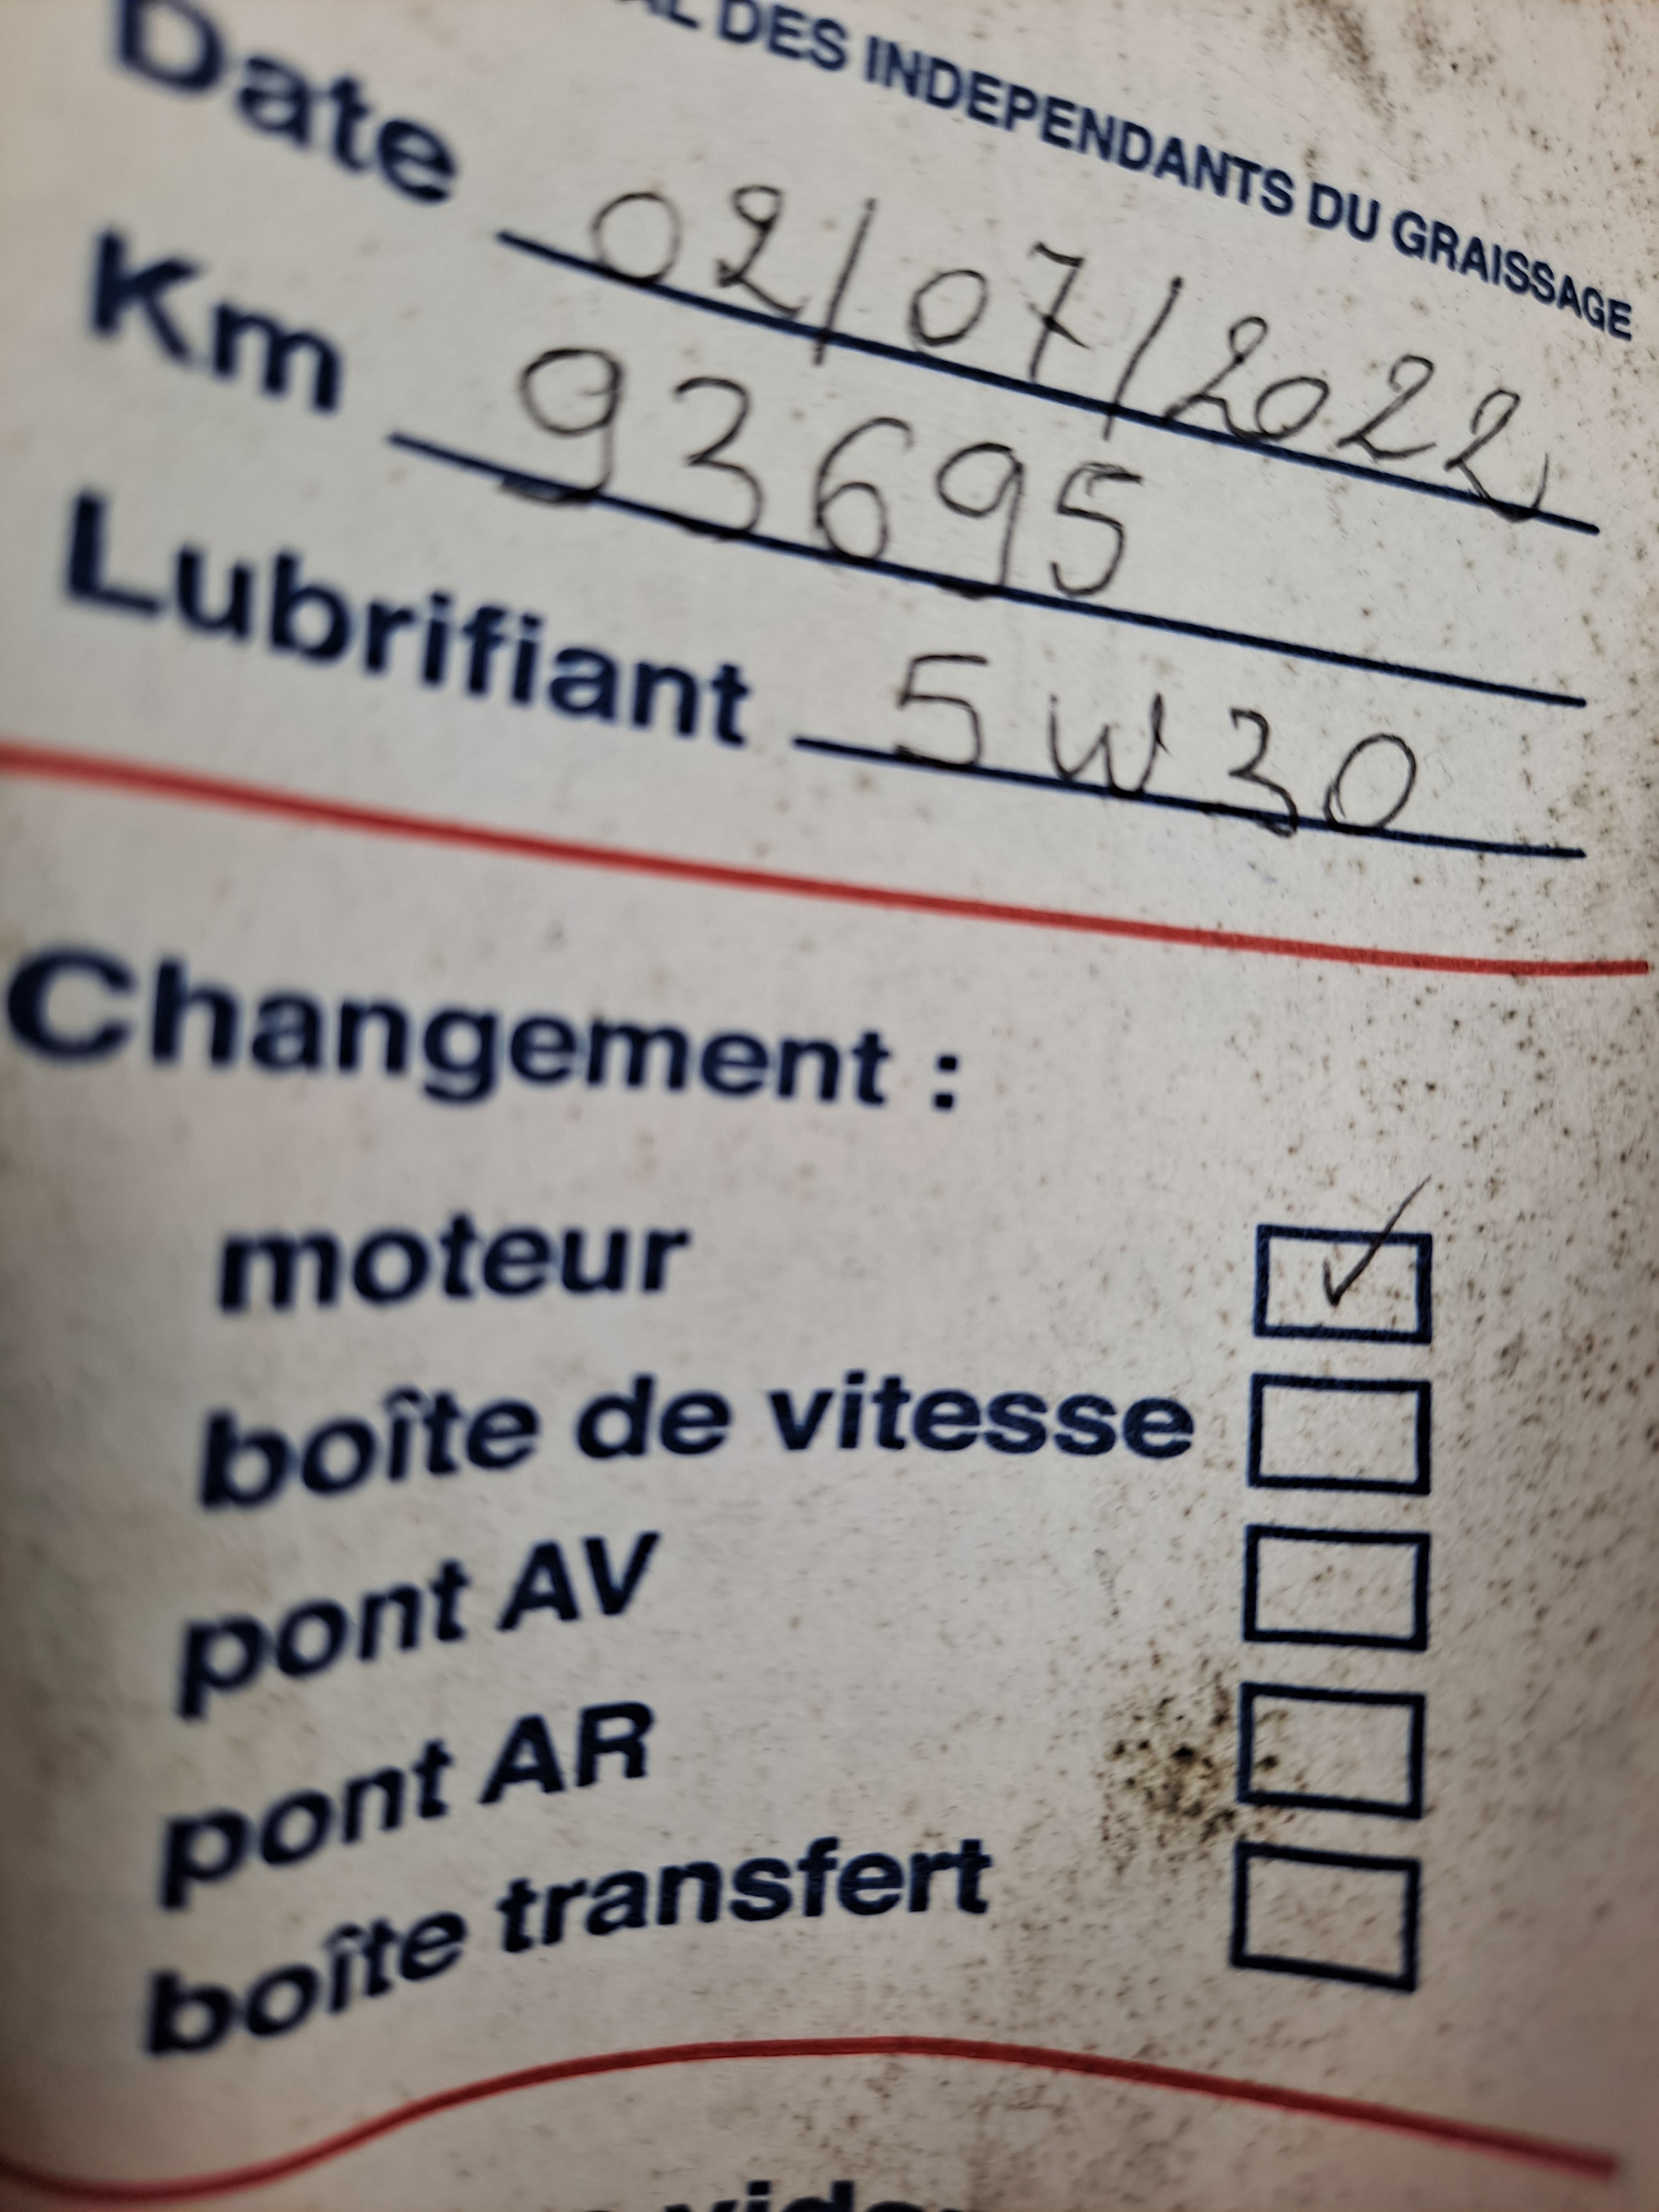 DES INDEPENDANTS DU GRAISSAGE
Date 02/07/2022
Km 93695
Lubrifiant 5W30
Changement :
moteur ✓
boîte de vitesse
pont AV
pont AR
boîte transfert